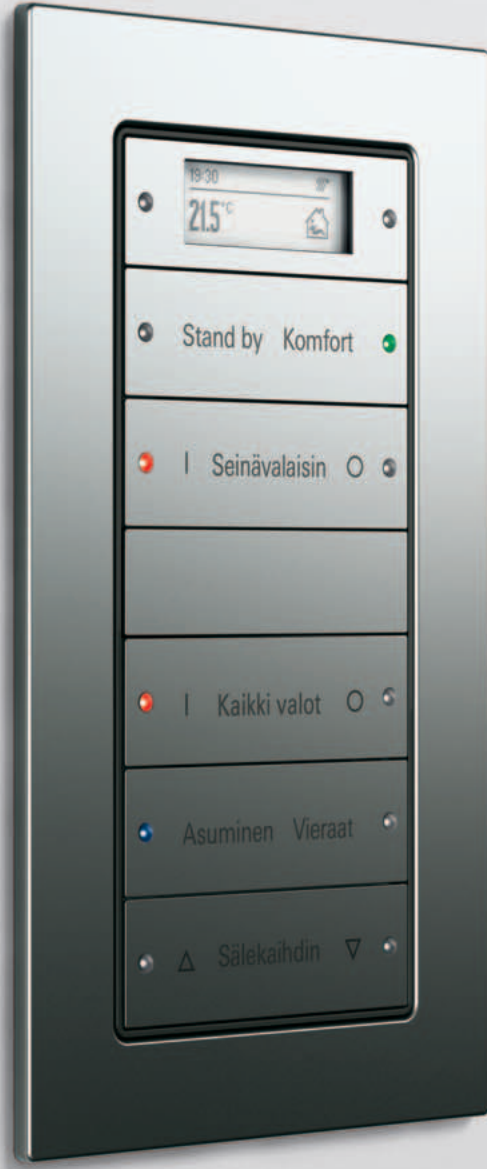 19:30
21.5 °C
Stand by Komfort
I Seinävalaisin O
I Kaikki valot O
Asuminen Vieraat
△ Sälekaihdin ▽